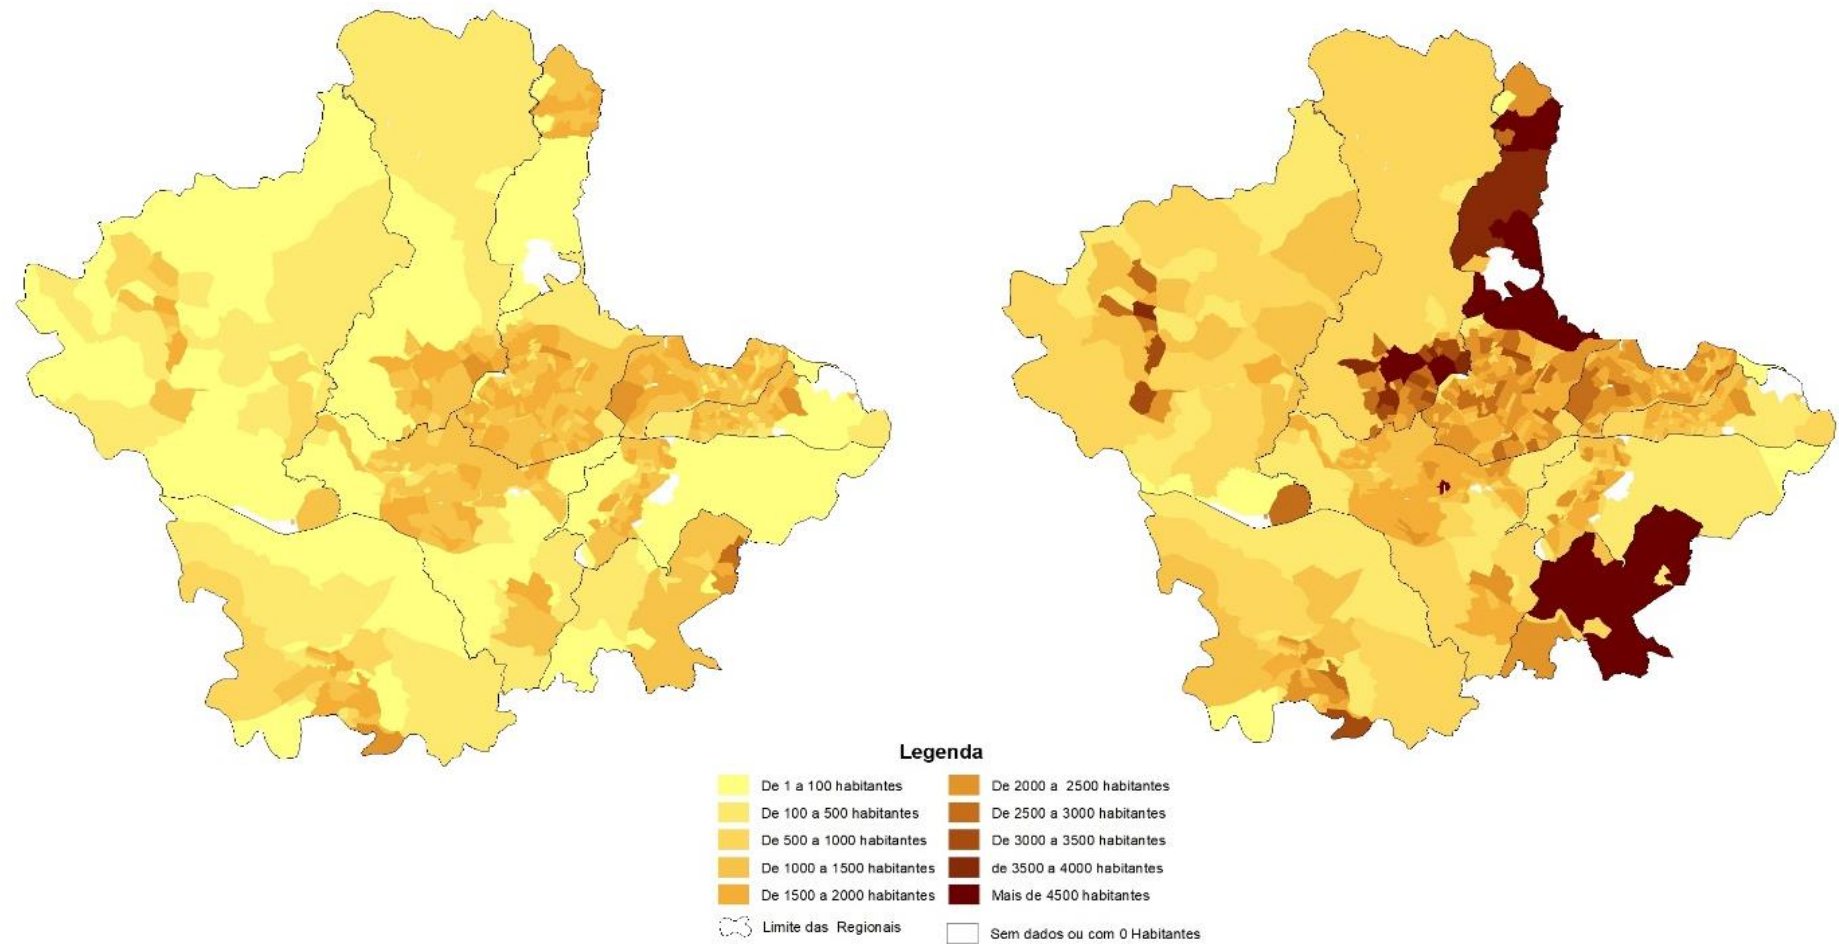 Legenda
De 1 a 100 habitantes
De 100 a 500 habitantes
De 500 a 1000 habitantes
De 1000 a 1500 habitantes
De 1500 a 2000 habitantes
Limite das Regionais
De 2000 a 2500 habitantes
De 2500 a 3000 habitantes
De 3000 a 3500 habitantes
de 3500 a 4000 habitantes
Mais de 4500 habitantes
Sem dados ou com 0 Habitantes